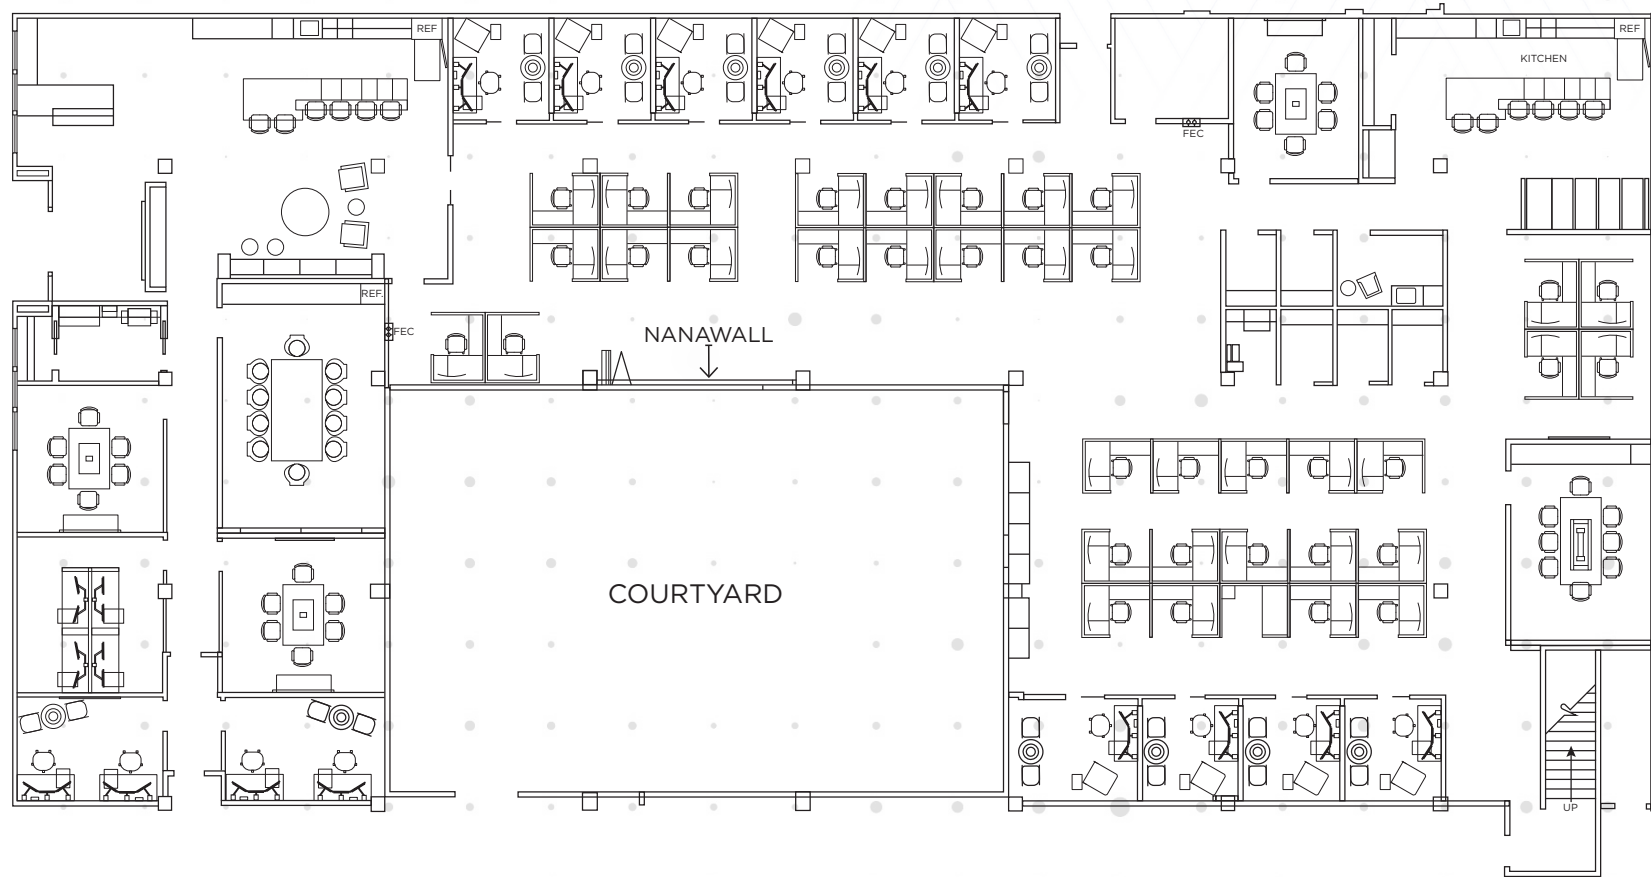 REF
REF
KITCHEN
FEC
REF.
FEC
NANAWALL
COURTYARD
UP